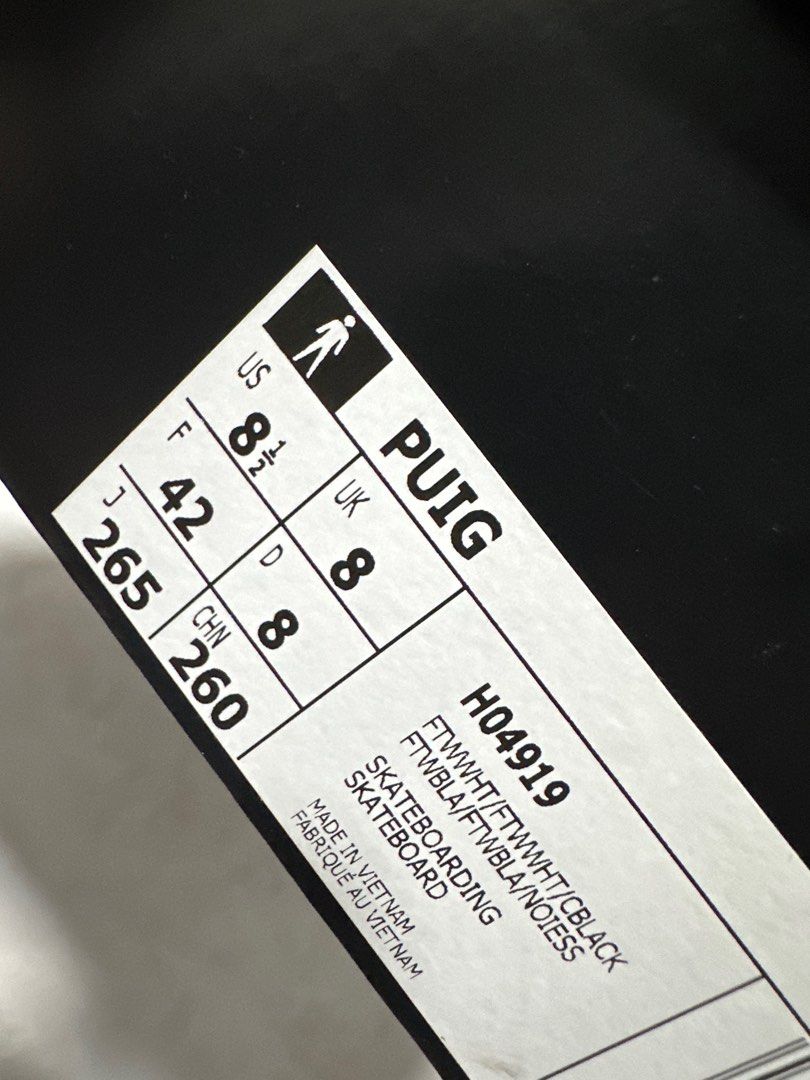 PUIG
US
8½
UK
8
F
42
D
8
J
265
CHN
260
H04919
FTWWHT/FTWWHT/CBLACK
FTWBLA/FTWBLA/NOIESS
SKATEBOARDING
SKATEBOARD
MADE IN VIETNAM
FABRIQUÉ AU VIETNAM